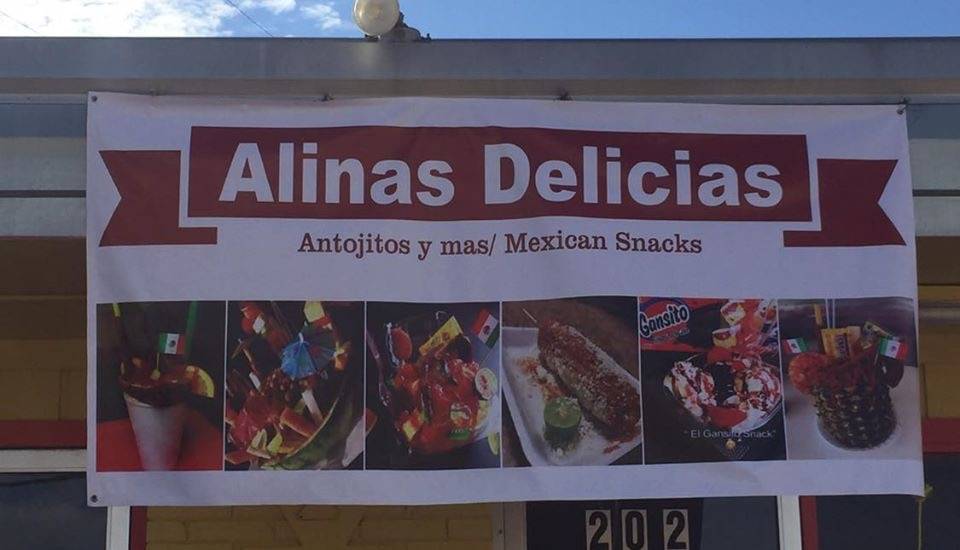 Alinas Delicias
Antojitos y mas/ Mexican Snacks
Gansito
" El Gansito Snack"
202